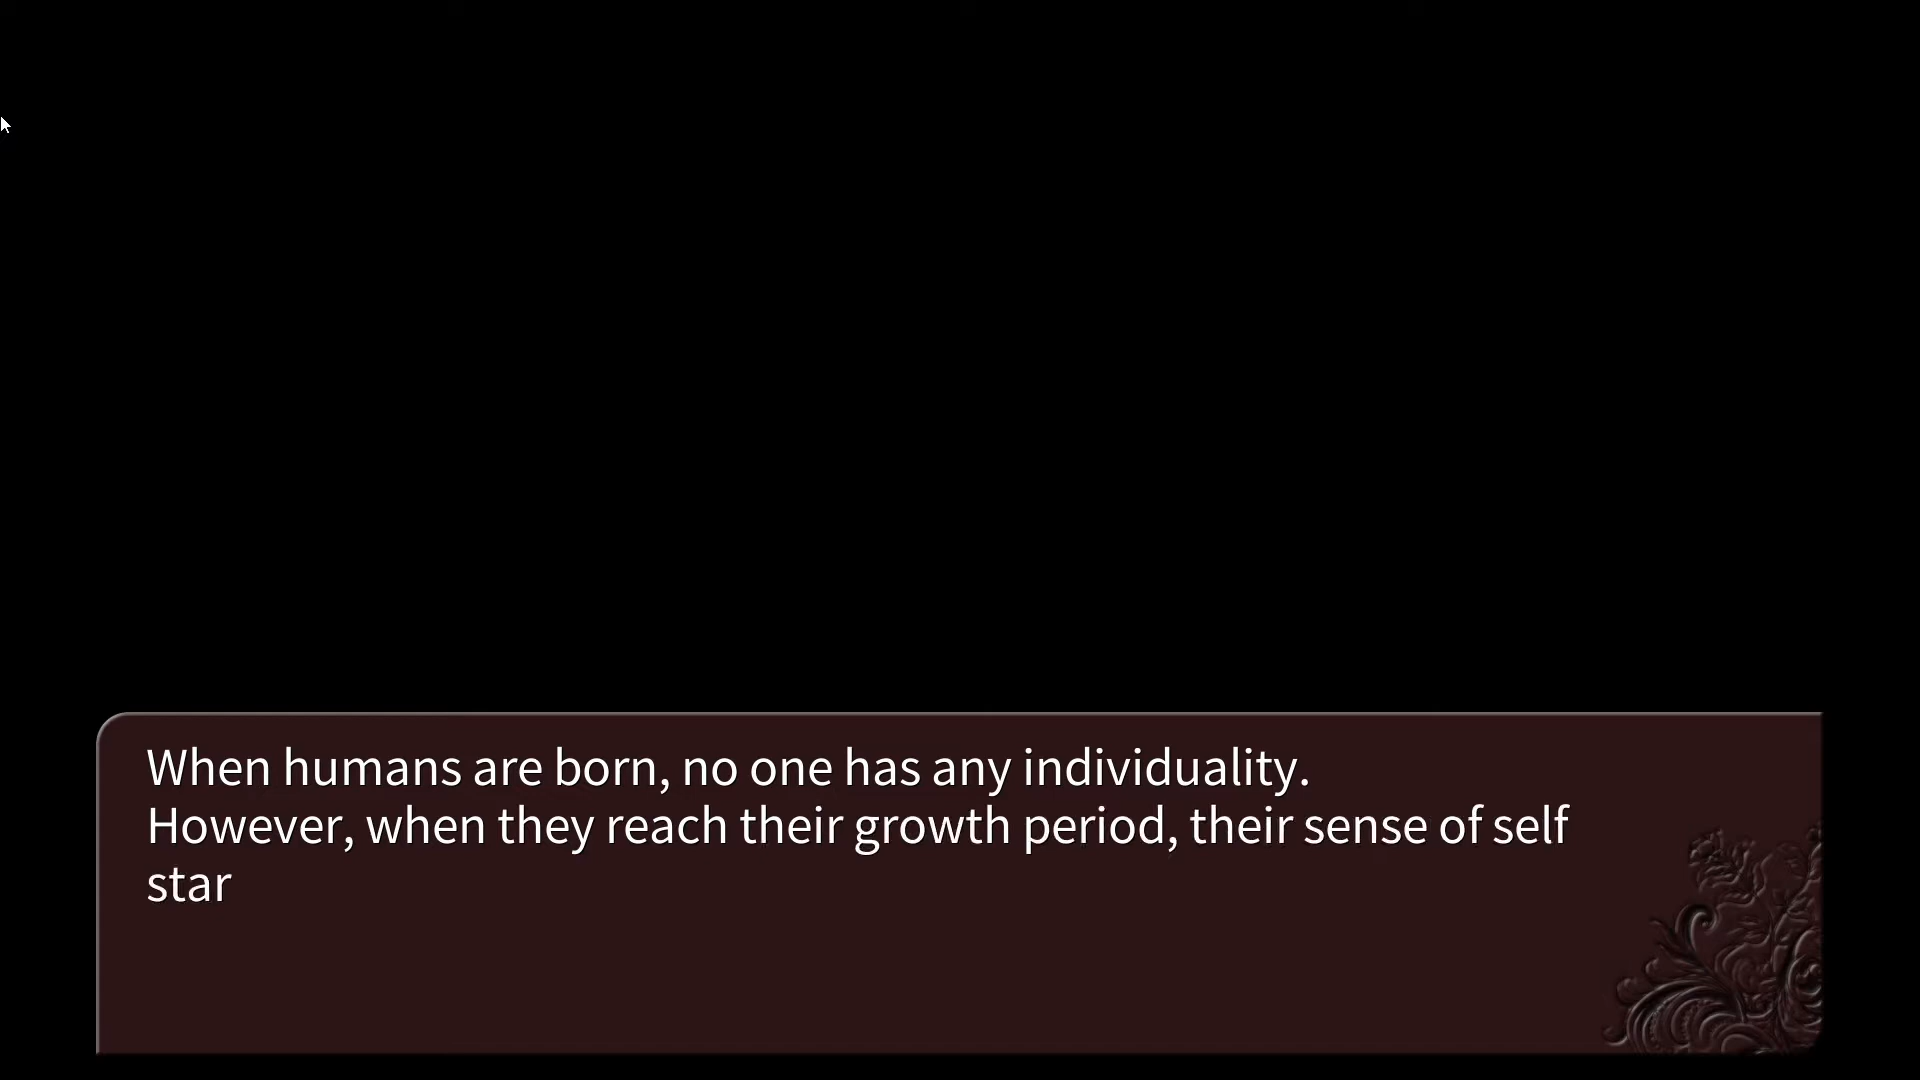 When humans are born, no one has any individuality.
However, when they reach their growth period, their sense of self
star